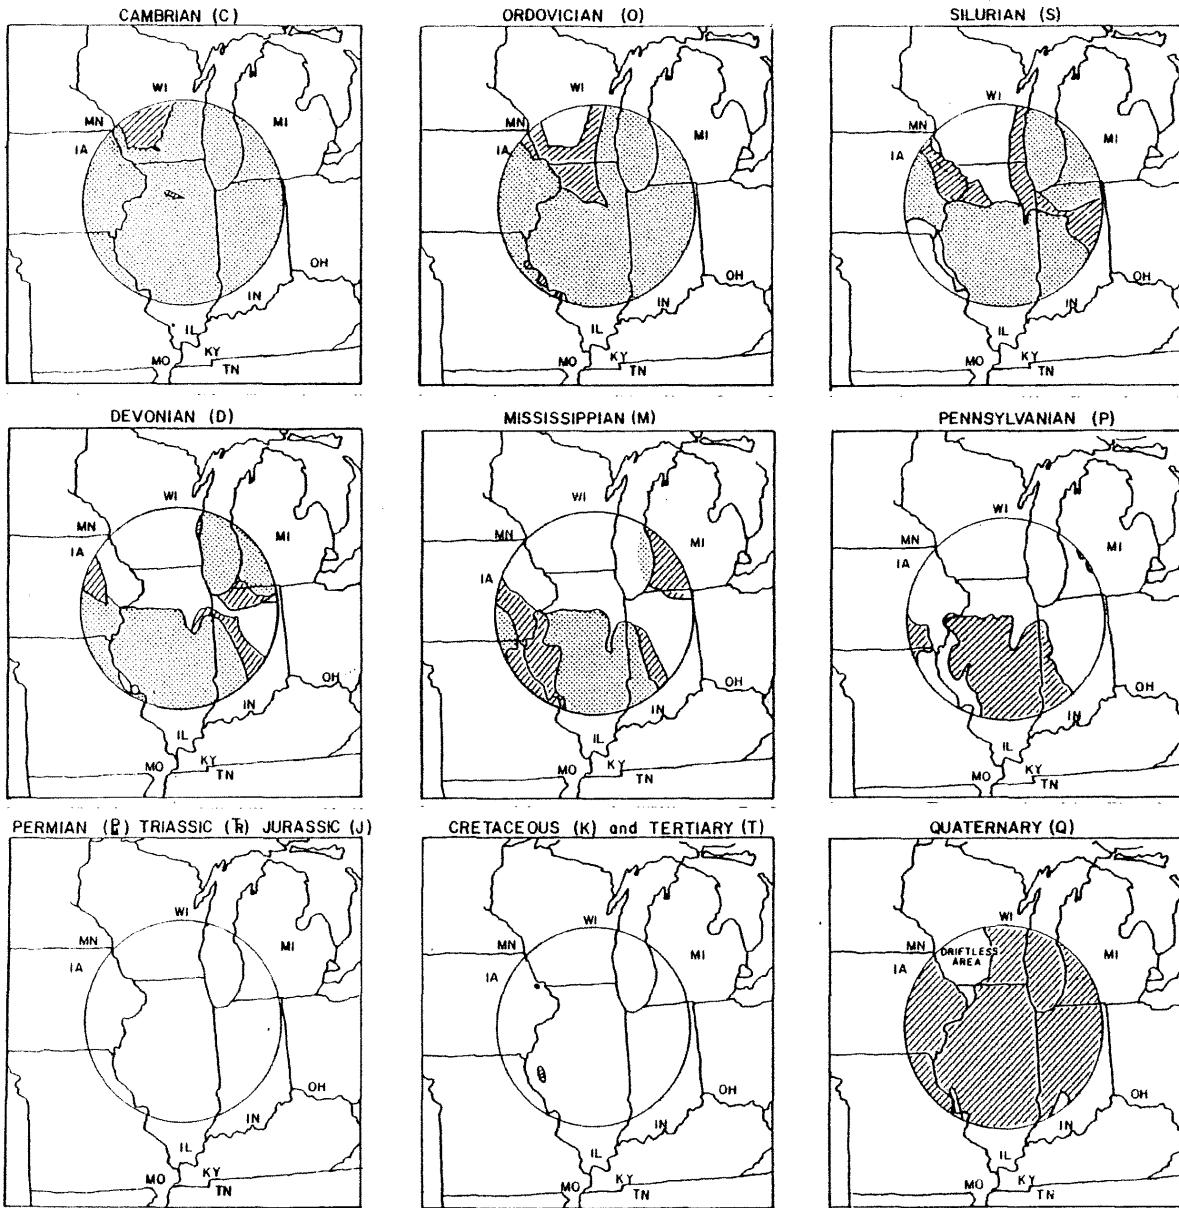 CAMBRIAN (C)
WI
MN
MI
IA
OH
IN
IL
MO
KY
TN
ORDOVICIAN (O)
WI
MN
MI
IA
OH
IN
IL
MO
KY
TN
SILURIAN (S)
WI
MN
MI
IA
OH
IN
IL
MO
KY
TN
DEVONIAN (D)
WI
MN
MI
IA
OH
IN
IL
MO
KY
TN
MISSISSIPPIAN (M)
WI
MN
MI
IA
OH
IN
IL
MO
KY
TN
PENNSYLVANIAN (P)
WI
MN
MI
IA
OH
IN
IL
MO
KY
TN
PERMIAN (P) TRIASSIC (TR) JURASSIC (J)
WI
MN
MI
IA
OH
IN
IL
MO
KY
TN
CRETACEOUS (K) and TERTIARY (T)
WI
MN
MI
IA
OH
IN
IL
MO
KY
TN
QUATERNARY (Q)
WI
MN
DRIFTLESS
AREA
MI
IA
OH
IN
IL
MO
KY
TN